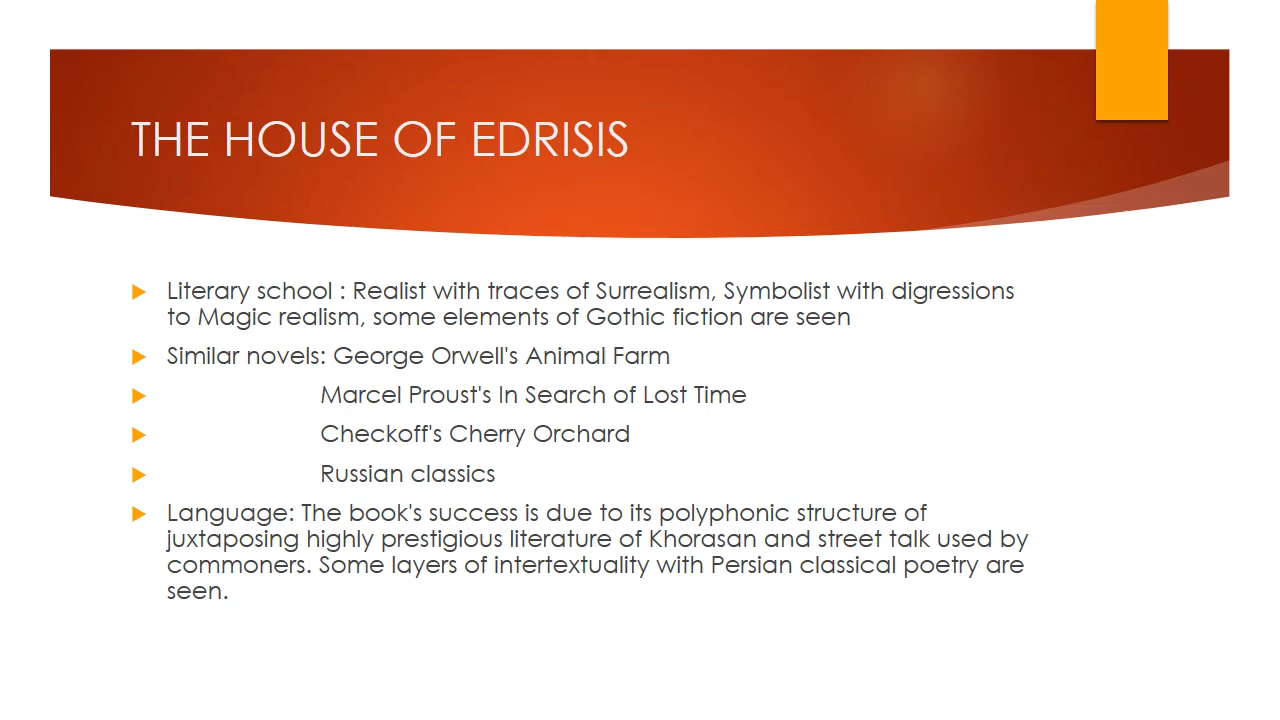 THE HOUSE OF EDRISIS
Literary school : Realist with traces of Surrealism, Symbolist with digressions
to Magic realism, some elements of Gothic fiction are seen
Similar novels: George Orwell's Animal Farm
Marcel Proust's In Search of Lost Time
Checkoff's Cherry Orchard
Russian classics
Language: The book's success is due to its polyphonic structure of
juxtaposing highly prestigious literature of Khorasan and street talk used by
commoners. Some layers of intertextuality with Persian classical poetry are
seen.